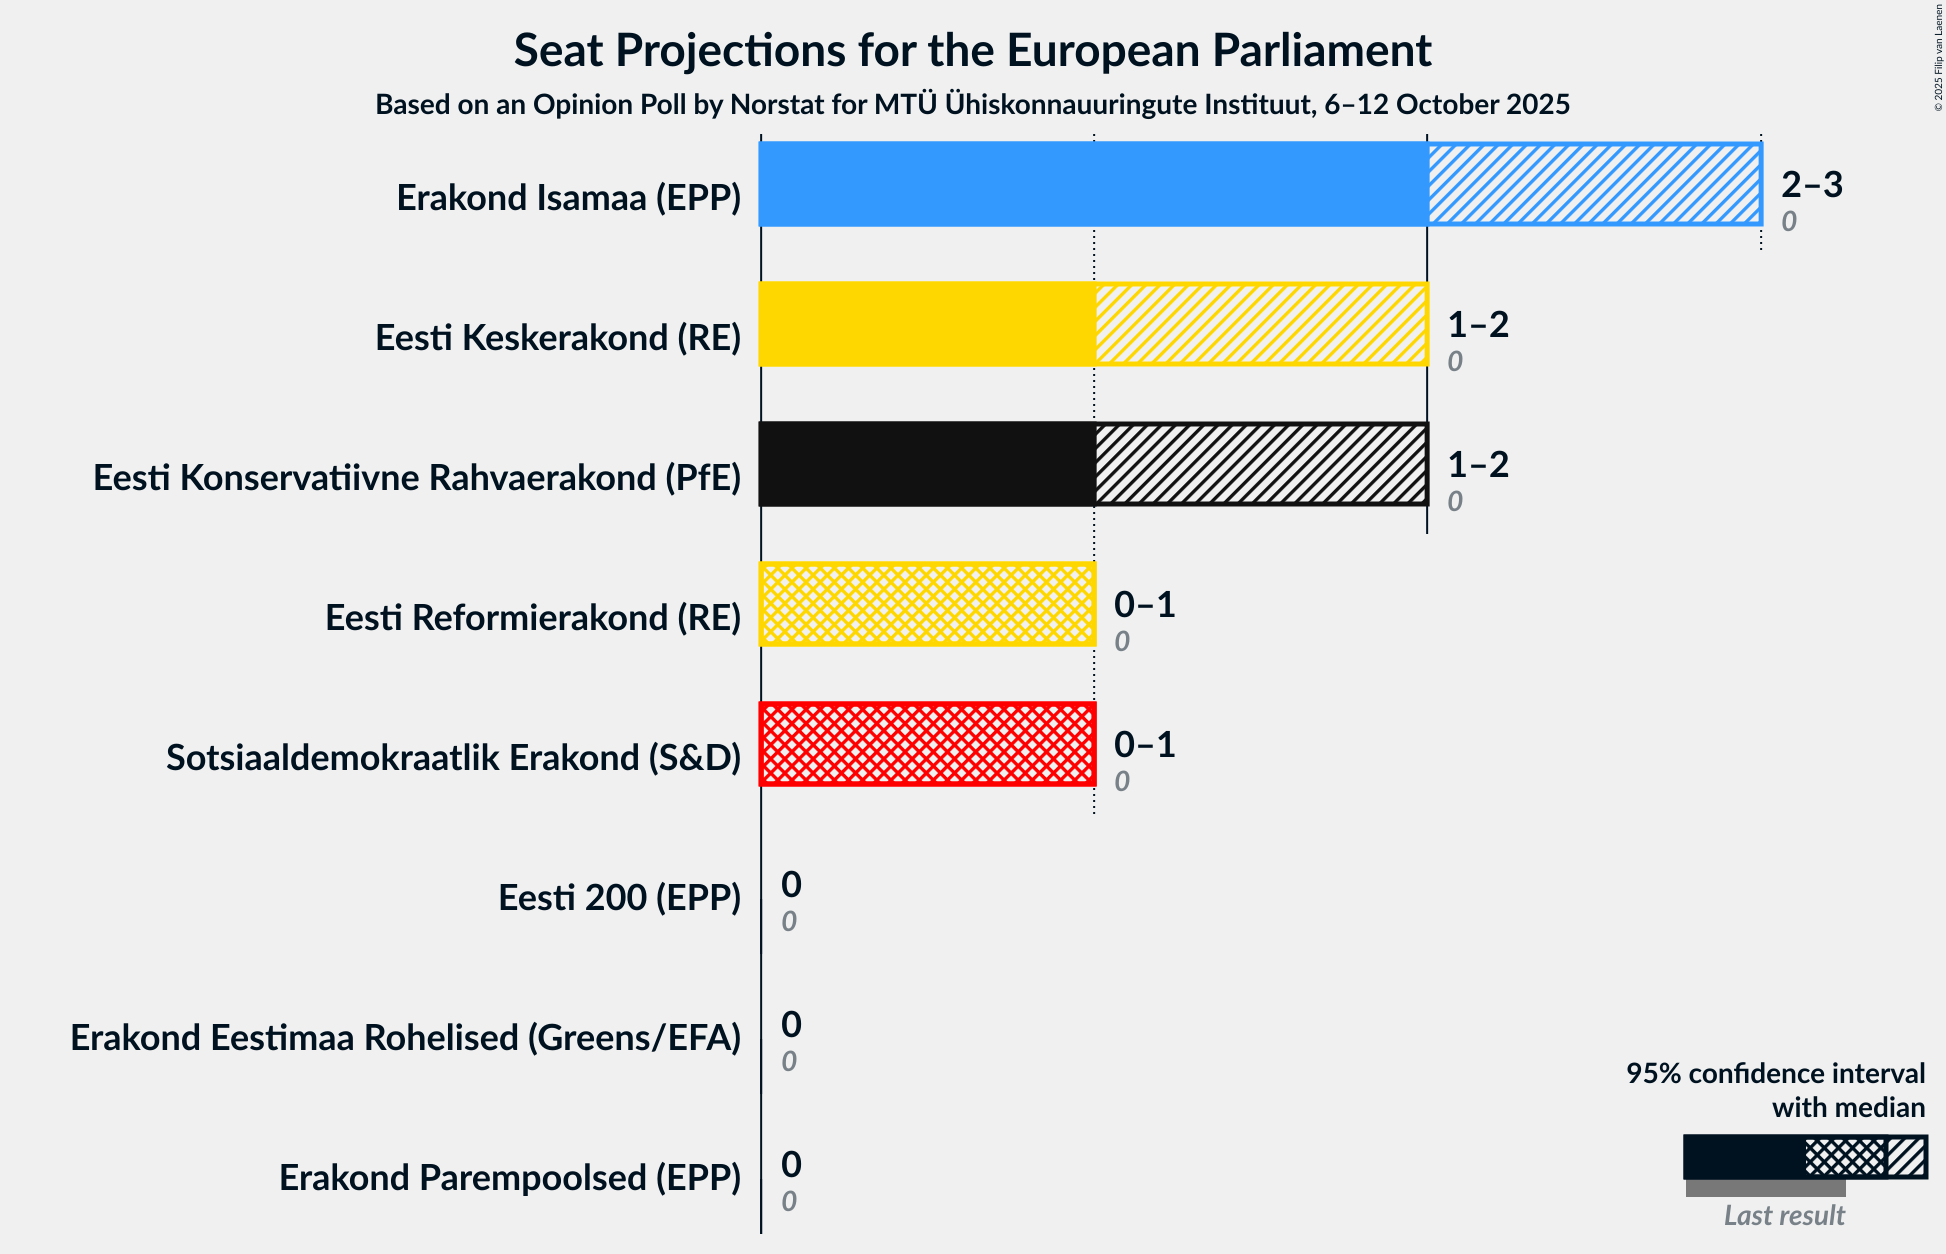 Seat Projections for the European Parliament
Based on an Opinion Poll by Norstat for MTÜ Ühiskonnauuringute Instituut, 6–12 October 2025
© 2025 Filip van Laenen
Erakond Isamaa (EPP)
2–3
0
Eesti Keskerakond (RE)
1–2
0
Eesti Konservatiivne Rahvaerakond (PfE)
1–2
0
Eesti Reformierakond (RE)
0–1
0
Sotsiaaldemokraatlik Erakond (S&D)
0–1
0
Eesti 200 (EPP)
0
0
Erakond Eestimaa Rohelised (Greens/EFA)
0
0
Erakond Parempoolsed (EPP)
0
0
95% confidence interval
with median
Last result